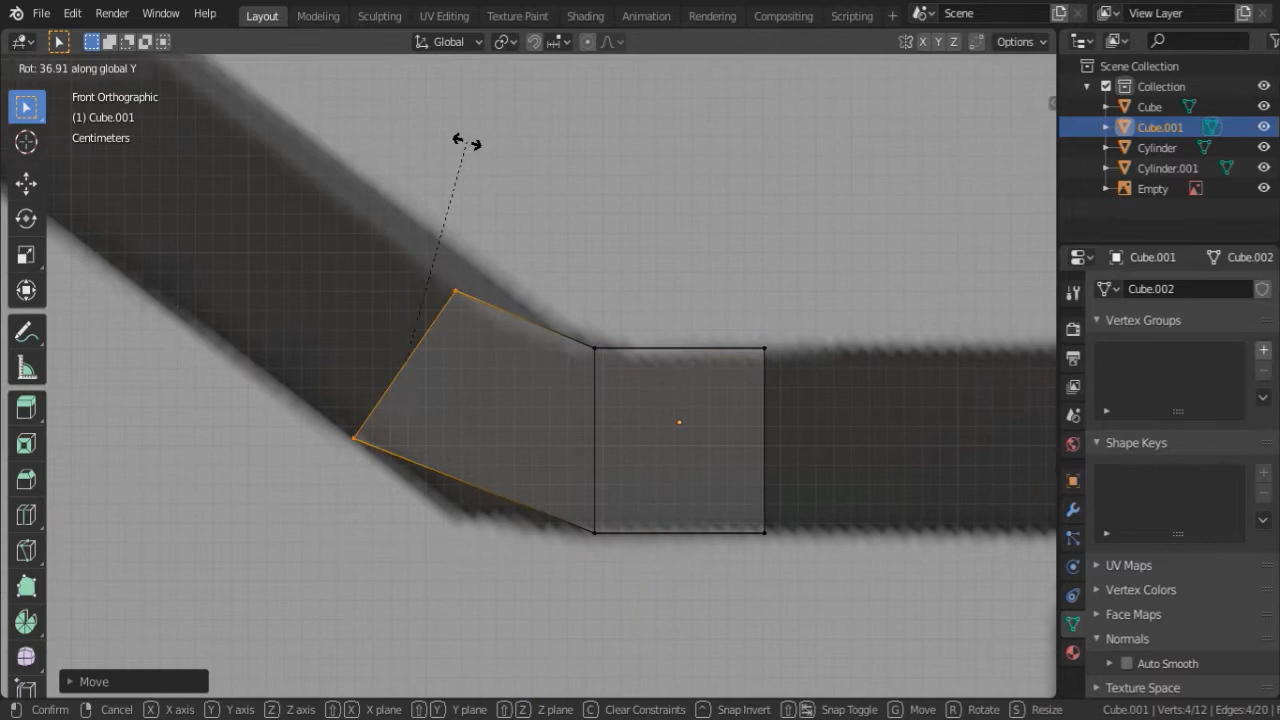 File Edit Render Window Help Layout Modeling Sculpting UV Editing Texture Paint Shading Animation Rendering Compositing Scripting + Scene View Layer
Global X Y Z Options
Rot: 36.91 along global Y
Front Orthographic
(1) Cube.001
Centimeters
Scene Collection
Collection
Cube
Cube.001
Cylinder
Cylinder.001
Empty
Cube.001 Cube.002
Cube.002
Vertex Groups
Shape Keys
UV Maps
Vertex Colors
Face Maps
Normals
Auto Smooth
Texture Space
Move
Confirm Cancel X X axis Y Y axis Z Z axis X X plane Y Y plane Z Z plane C Clear Constraints Snap Invert Snap Toggle G Move R Rotate S Resize Cube.001 | Verts:4/12 | Edges:4/20